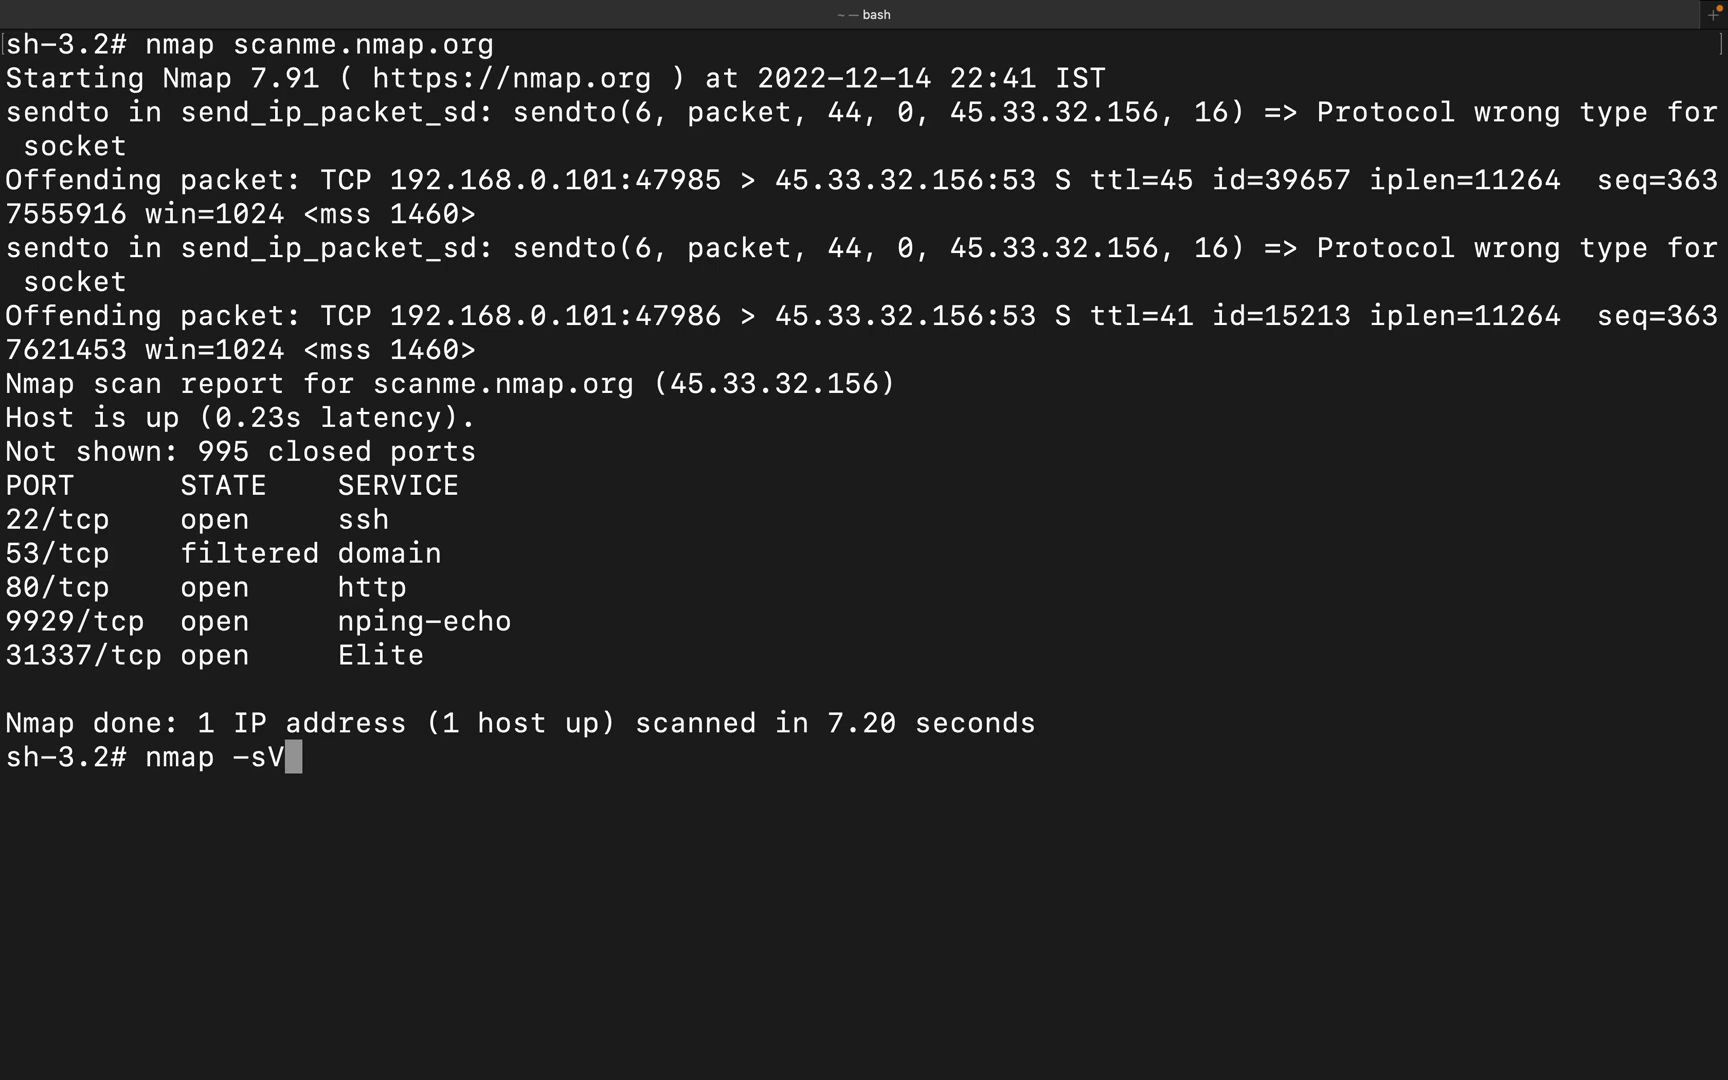 ~ — bash
sh-3.2# nmap scanme.nmap.org
Starting Nmap 7.91 ( https://nmap.org ) at 2022-12-14 22:41 IST
sendto in send_ip_packet_sd: sendto(6, packet, 44, 0, 45.33.32.156, 16) => Protocol wrong type for
 socket
Offending packet: TCP 192.168.0.101:47985 > 45.33.32.156:53 S ttl=45 id=39657 iplen=11264  seq=363
7555916 win=1024 <mss 1460>
sendto in send_ip_packet_sd: sendto(6, packet, 44, 0, 45.33.32.156, 16) => Protocol wrong type for
 socket
Offending packet: TCP 192.168.0.101:47986 > 45.33.32.156:53 S ttl=41 id=15213 iplen=11264  seq=363
7621453 win=1024 <mss 1460>
Nmap scan report for scanme.nmap.org (45.33.32.156)
Host is up (0.23s latency).
Not shown: 995 closed ports
PORT      STATE    SERVICE
22/tcp    open     ssh
53/tcp    filtered domain
80/tcp    open     http
9929/tcp  open     nping-echo
31337/tcp open     Elite

Nmap done: 1 IP address (1 host up) scanned in 7.20 seconds
sh-3.2# nmap -sV